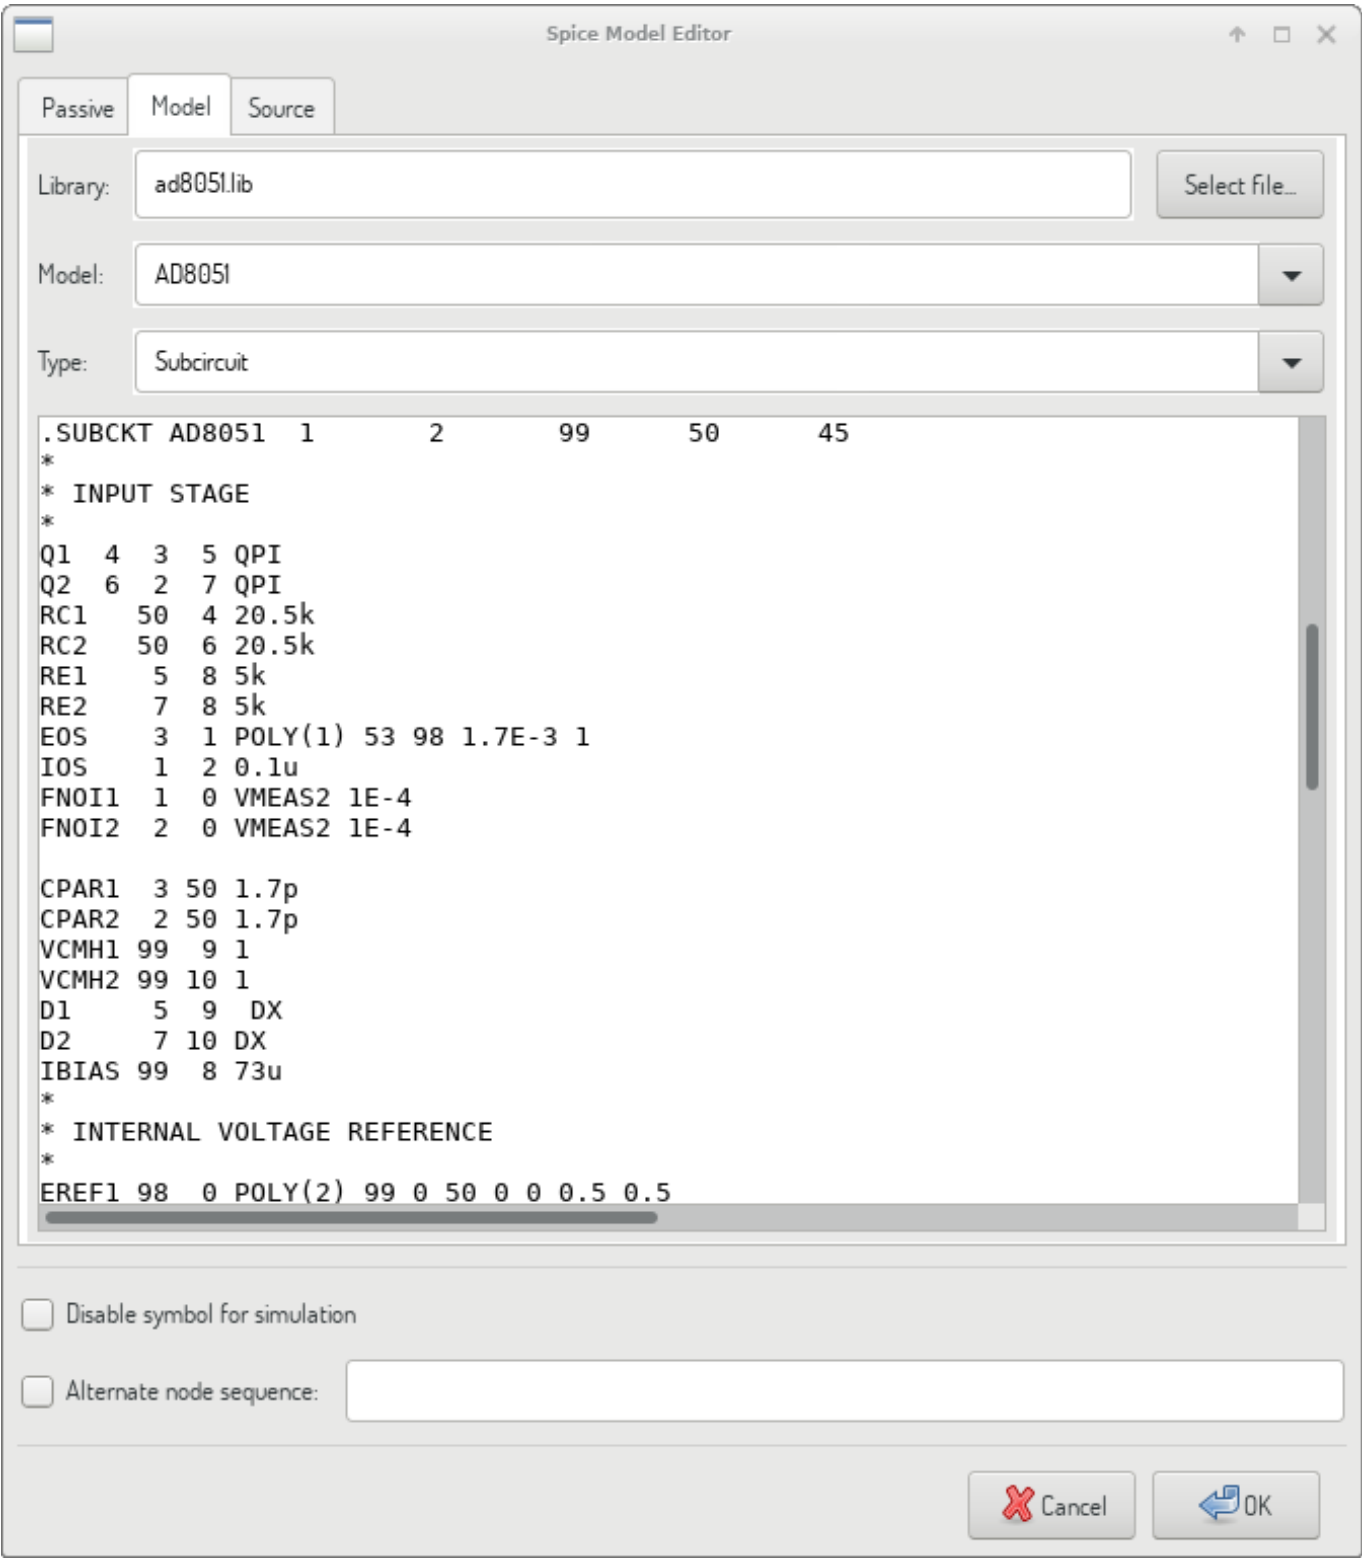 Spice Model Editor
Passive Model Source
Library: ad8051.lib Select file...
Model: AD8051
Type: Subcircuit
.SUBCKT AD8051 1 2 99 50 45
*
* INPUT STAGE
*
Q1 4 3 5 QPI
Q2 6 2 7 QPI
RC1 50 4 20.5k
RC2 50 6 20.5k
RE1 5 8 5k
RE2 7 8 5k
EOS 3 1 POLY(1) 53 98 1.7E-3 1
IOS 1 2 0.1u
FNOI1 1 0 VMEAS2 1E-4
FNOI2 2 0 VMEAS2 1E-4
CPAR1 3 50 1.7p
CPAR2 2 50 1.7p
VCMH1 99 9 1
VCMH2 99 10 1
D1 5 9 DX
D2 7 10 DX
IBIAS 99 8 73u
*
* INTERNAL VOLTAGE REFERENCE
*
EREF1 98 0 POLY(2) 99 0 50 0 0 0.5 0.5
Disable symbol for simulation
Alternate node sequence:
Cancel OK